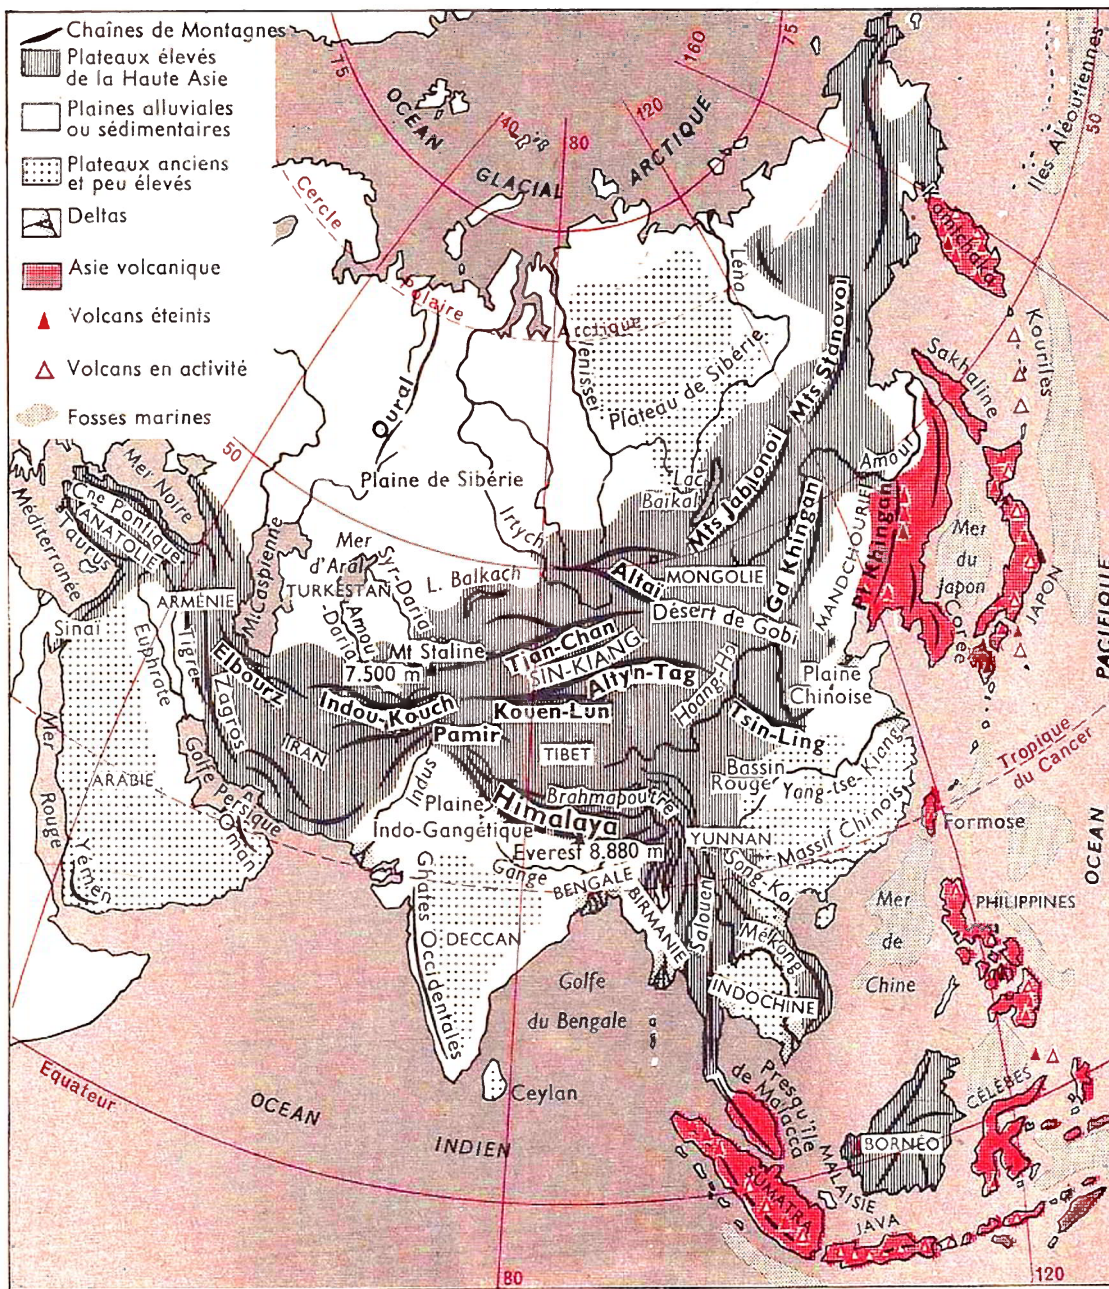 Chaînes de Montagnes
Plateaux élevés
de la Haute Asie
Plaines alluviales
ou sédimentaires
Plateaux anciens
et peu élevés
Deltas
Asie volcanique
Volcans éteints
Volcans en activité
Fosses marines
75
160
75
OCEAN
GLACIAL
ARCTIQUE
40
80
120
50
Iles Aléoutiennes
Cercle
Polaire
Arctique
Kamtchaka
Léna
Iénisseï
Plateau de Sibérie
Mts Stanovoï
Kouriles
Sakhaline
Oural
50
Plaine de Sibérie
Irtych
Lac
Baïkal
Mts Jablonoï
Amour
Gd Khingan
MANDCHOURIE
Pt Khingan
Mer
du
Japon
JAPON
Corée
PACIFIQUE
OCEAN
Mer Noire
Méditerranée
Cne Pontique
ANATOLIE
Taurus
ARMÉNIE
Sinaï
M. Caspienne
Mer
d'Aral
TURKESTAN
Syr-Daria
Amou
-Daria
L. Balkach
Altaï
MONGOLIE
Désert de Gobi
Mt Staline
7.500 m
Tian-Chan
SIN-KIANG
Altyn-Tag
Hoang-Ho
Plaine
Chinoise
Euphrate
Tigre
Elbourz
Zagros
Indou-Kouch
Kouen-Lun
Tsin-Ling
Pamir
IRAN
TIBET
Bassin
Rouge
Yang-tse-Kiang
Tropique
du Cancer
Mer
Rouge
ARABIE
Golfe Persique
Oman
Yémen
Indus
Plaine
Indo-Gangétique
Himalaya
Brahmapoutre
Everest 8.880 m
YUNNAN
Massif Chinois
Formose
Gange
BENGALE
Song-Koï
Ghâtes Occidentales
DECCAN
BIRMANIE
Salouen
Mékong
INDOCHINE
Mer
de
Chine
PHILIPPINES
Golfe
du Bengale
Ceylan
Equateur
OCEAN
INDIEN
Presqu'île
de Malacca
CÉLÈBES
BORNÉO
MALAISIE
SUMATRA
JAVA
80
120